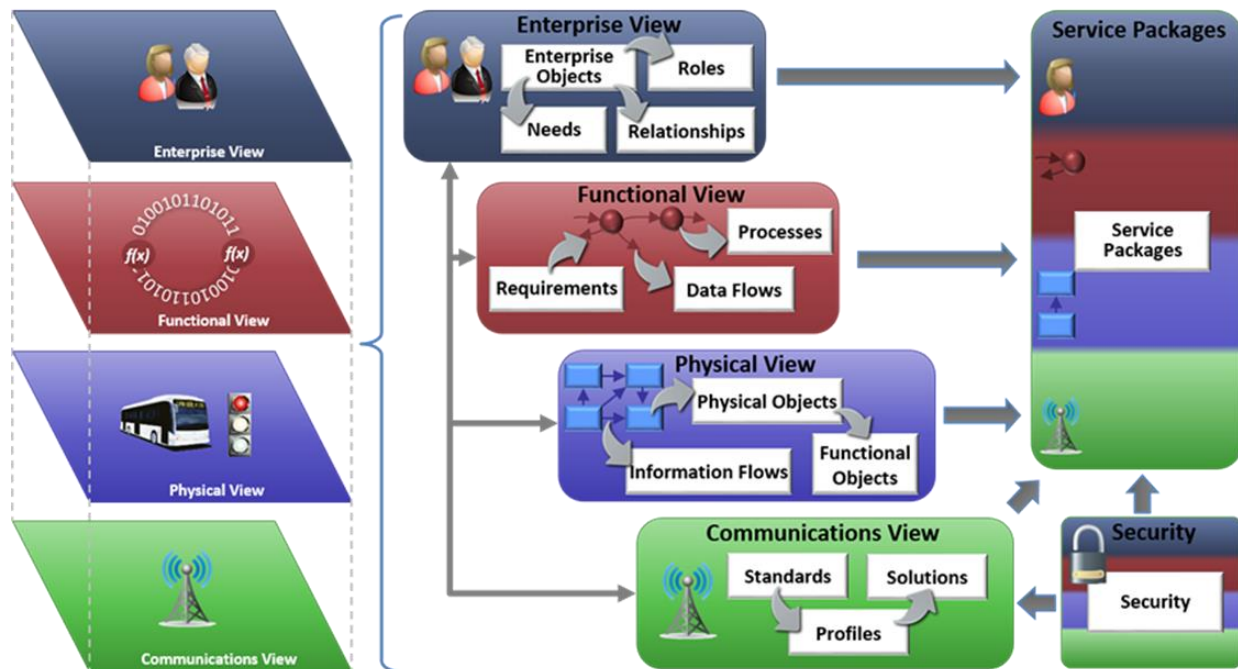 Enterprise View
0100101101011
f(x)
f(x)
Functional View
Physical View
Communications View
Enterprise View
Enterprise
Objects
Roles
Needs
Relationships
Functional View
Processes
Requirements
Data Flows
Physical View
Physical Objects
Information Flows
Functional
Objects
Communications View
Standards
Solutions
Profiles
Service Packages
Service
Packages
Security
Security